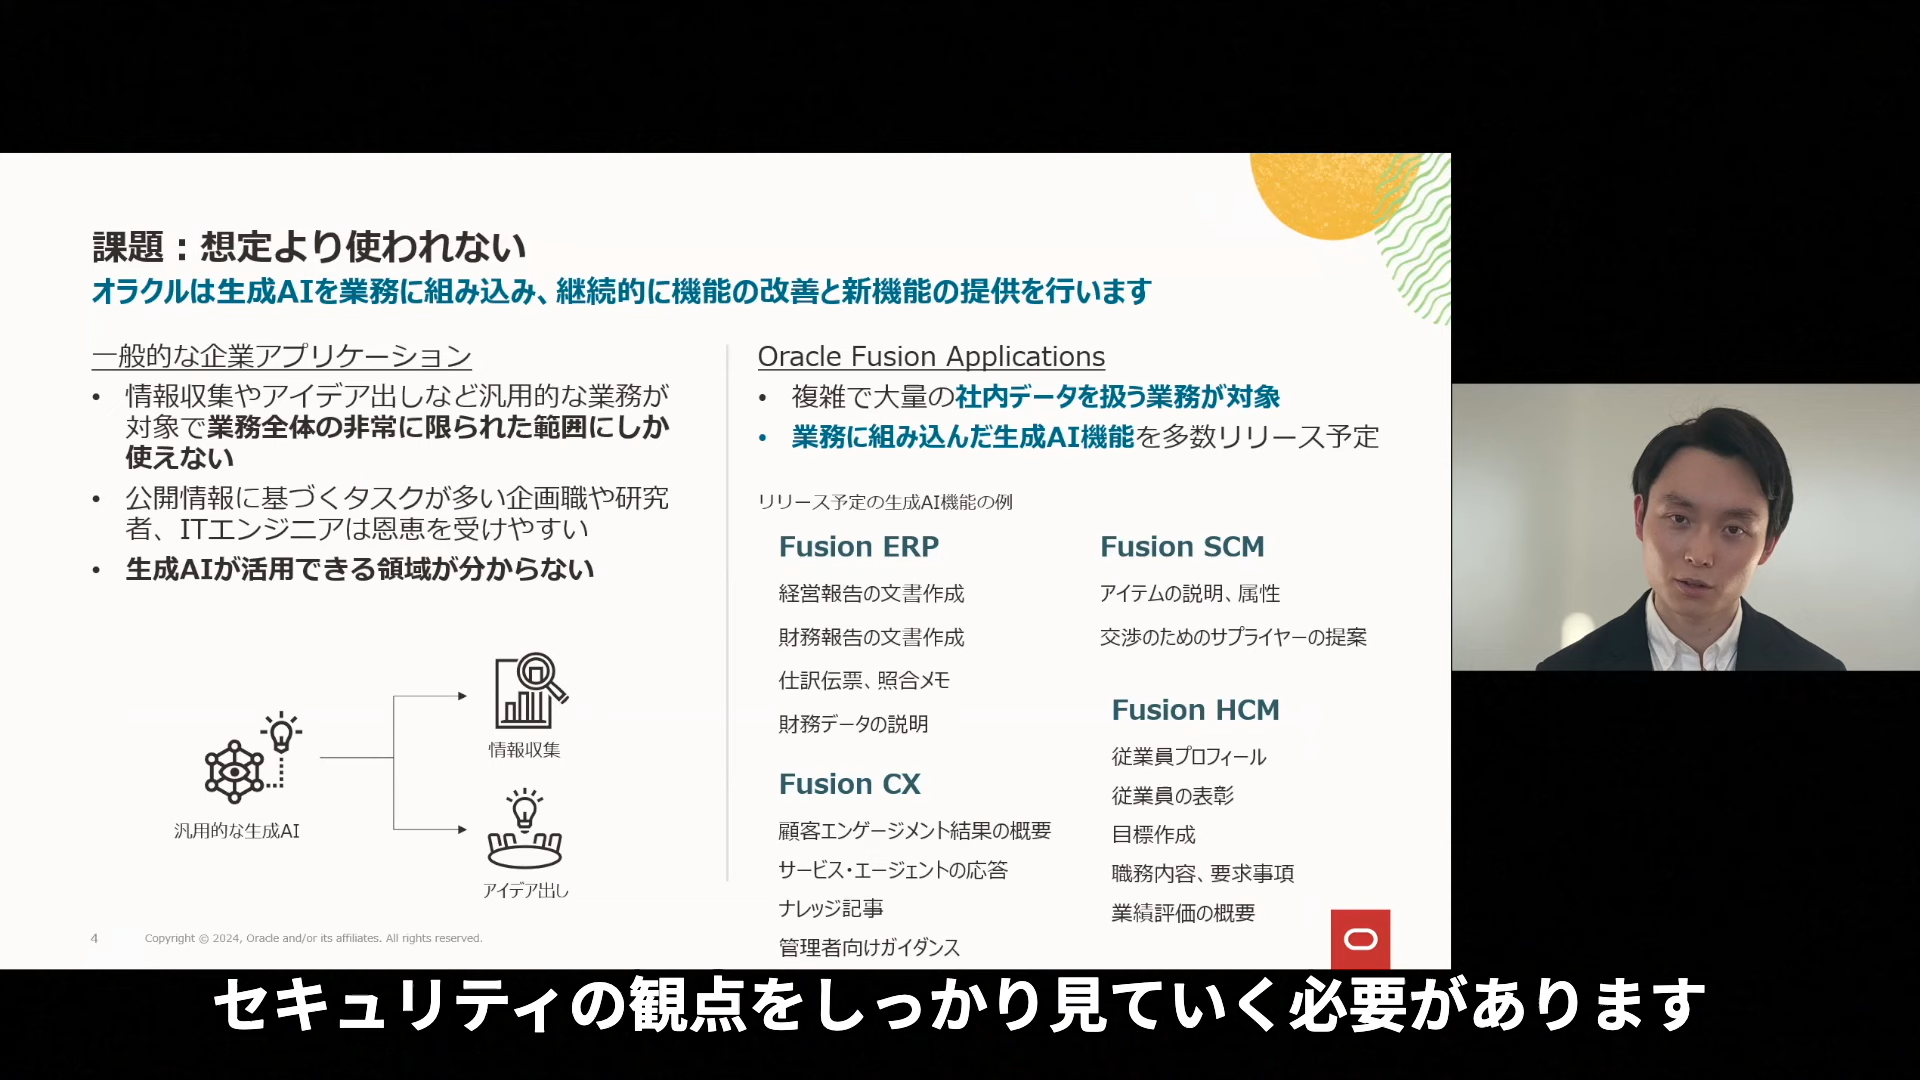 課題：想定より使われない
オラクルは生成AIを業務に組み込み、継続的に機能の改善と新機能の提供を行います
一般的な企業アプリケーション
• 情報収集やアイデア出しなど汎用的な業務が
対象で業務全体の非常に限られた範囲にしか
使えない
• 公開情報に基づくタスクが多い企画職や研究
者、ITエンジニアは恩恵を受けやすい
• 生成AIが活用できる領域が分からない
汎用的な生成AI
情報収集
アイデア出し
Oracle Fusion Applications
• 複雑で大量の社内データを扱う業務が対象
• 業務に組み込んだ生成AI機能を多数リリース予定
リリース予定の生成AI機能の例
Fusion ERP
経営報告の文書作成
財務報告の文書作成
仕訳伝票、照合メモ
財務データの説明
Fusion CX
顧客エンゲージメント結果の概要
サービス・エージェントの応答
ナレッジ記事
管理者向けガイダンス
Fusion SCM
アイテムの説明、属性
交渉のためのサプライヤーの提案
Fusion HCM
従業員プロフィール
従業員の表彰
目標作成
職務内容、要求事項
業績評価の概要
4 Copyright © 2024, Oracle and/or its affiliates. All rights reserved.
セキュリティの観点をしっかり見ていく必要があります